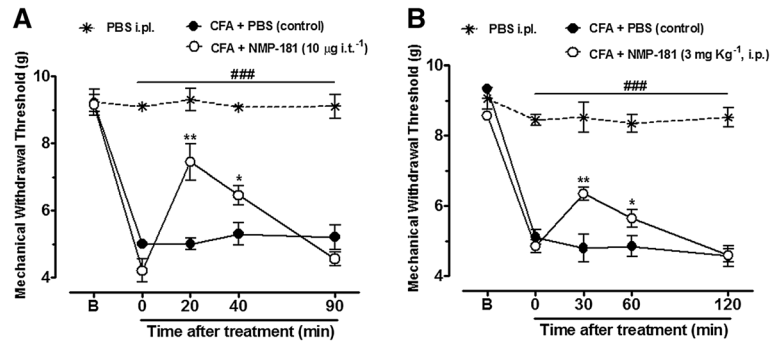 A
PBS i.pl.
CFA + PBS (control)
CFA + NMP-181 (10 µg i.t.-1)
Mechanical Withdrawal Threshold (g)
10
8
6
4
###
**
*
B 0 20 40 90
Time after treatment (min)
B
PBS i.pl.
CFA + PBS (control)
CFA + NMP-181 (3 mg Kg-1, i.p.)
Mechanical Withdrawal Threshold (g)
10
8
6
4
###
**
*
B 0 30 60 120
Time after treatment (min)